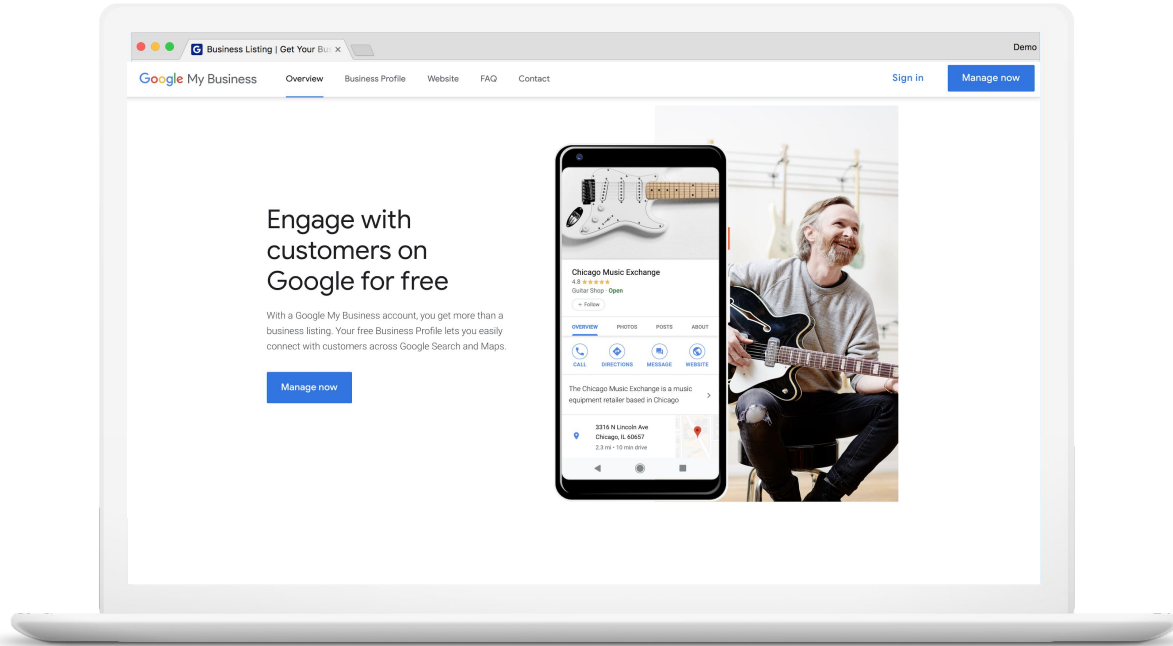 Business Listing | Get Your Bus
Demo
Google My Business
Overview
Business Profile
Website
FAQ
Contact
Sign in
Manage now
Engage with
customers on
Google for free
With a Google My Business account, you get more than a
business listing. Your free Business Profile lets you easily
connect with customers across Google Search and Maps.
Manage now
Chicago Music Exchange
4.8 ★★★★★
Guitar Shop · Open
+ Follow
OVERVIEW
PHOTOS
POSTS
ABOUT
CALL
DIRECTIONS
MESSAGE
WEBSITE
The Chicago Music Exchange is a music
equipment retailer based in Chicago
3316 N Lincoln Ave
Chicago, IL 60657
2.3 mi • 10 min drive